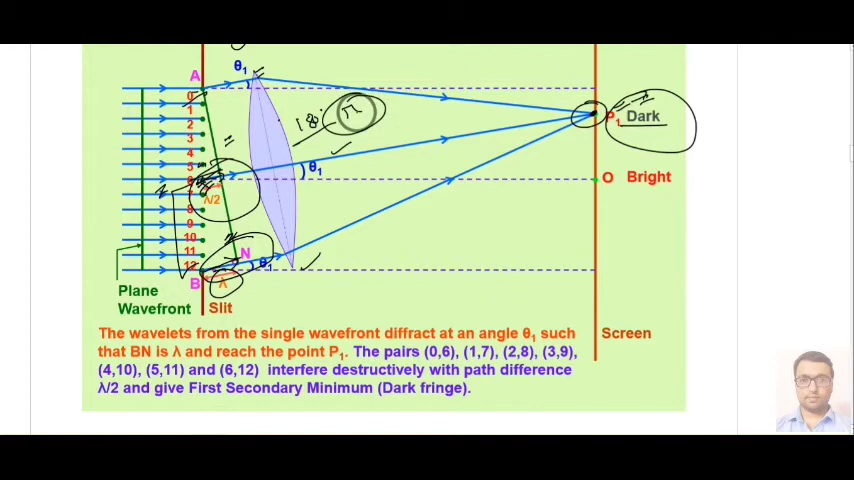 A
θ₁
0
1
2
3
4
5
6
7
8
9
10
11
12
18°
π
P₁ Dark
θ₁
O Bright
λ/2
N
θ₁
B
λ
Plane
Wavefront
Slit
Screen
The wavelets from the single wavefront diffract at an angle θ₁ such
that BN is λ and reach the point P₁. The pairs (0,6), (1,7), (2,8), (3,9),
(4,10), (5,11) and (6,12) interfere destructively with path difference
λ/2 and give First Secondary Minimum (Dark fringe).